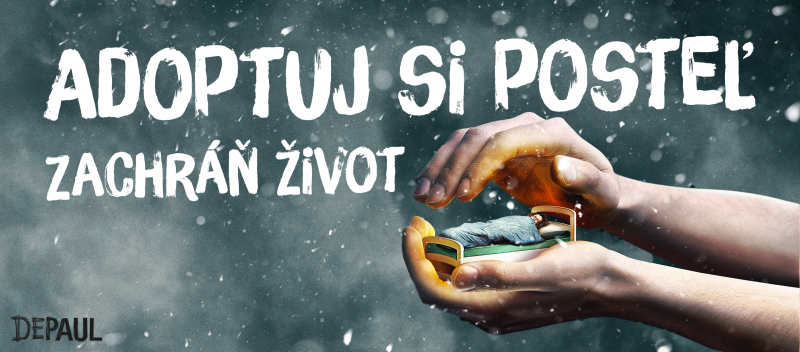 ADOPTUJ SI POSTEĽ
ZACHRÁŇ ŽIVOT
DEPAUL